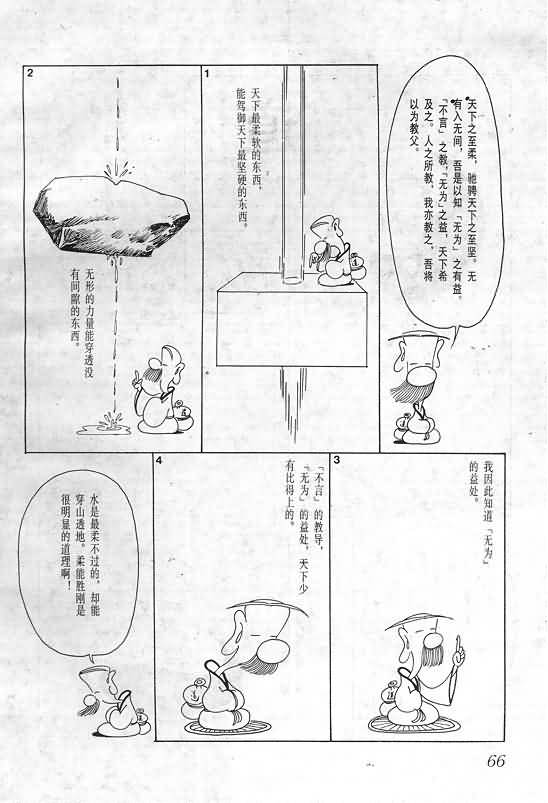 天下之至柔，驰骋天下之至坚。无
有入无间，吾是以知「无为」之有益。
「不言」之教，「无为」之益，天下希
及之。人之所教，我亦教之。吾将
以为教父。
1
天下最柔软的东西，
能驾御天下最坚硬的东西。
2
无形的力量能穿透没
有间隙的东西。
3
我因此知道「无为」
的益处。
4
「不言」的教导，
「无为」的益处，天下少
有比得上的。
水是最柔不过的，却能
穿山透地。柔能胜刚是
很明显的道理啊！
66